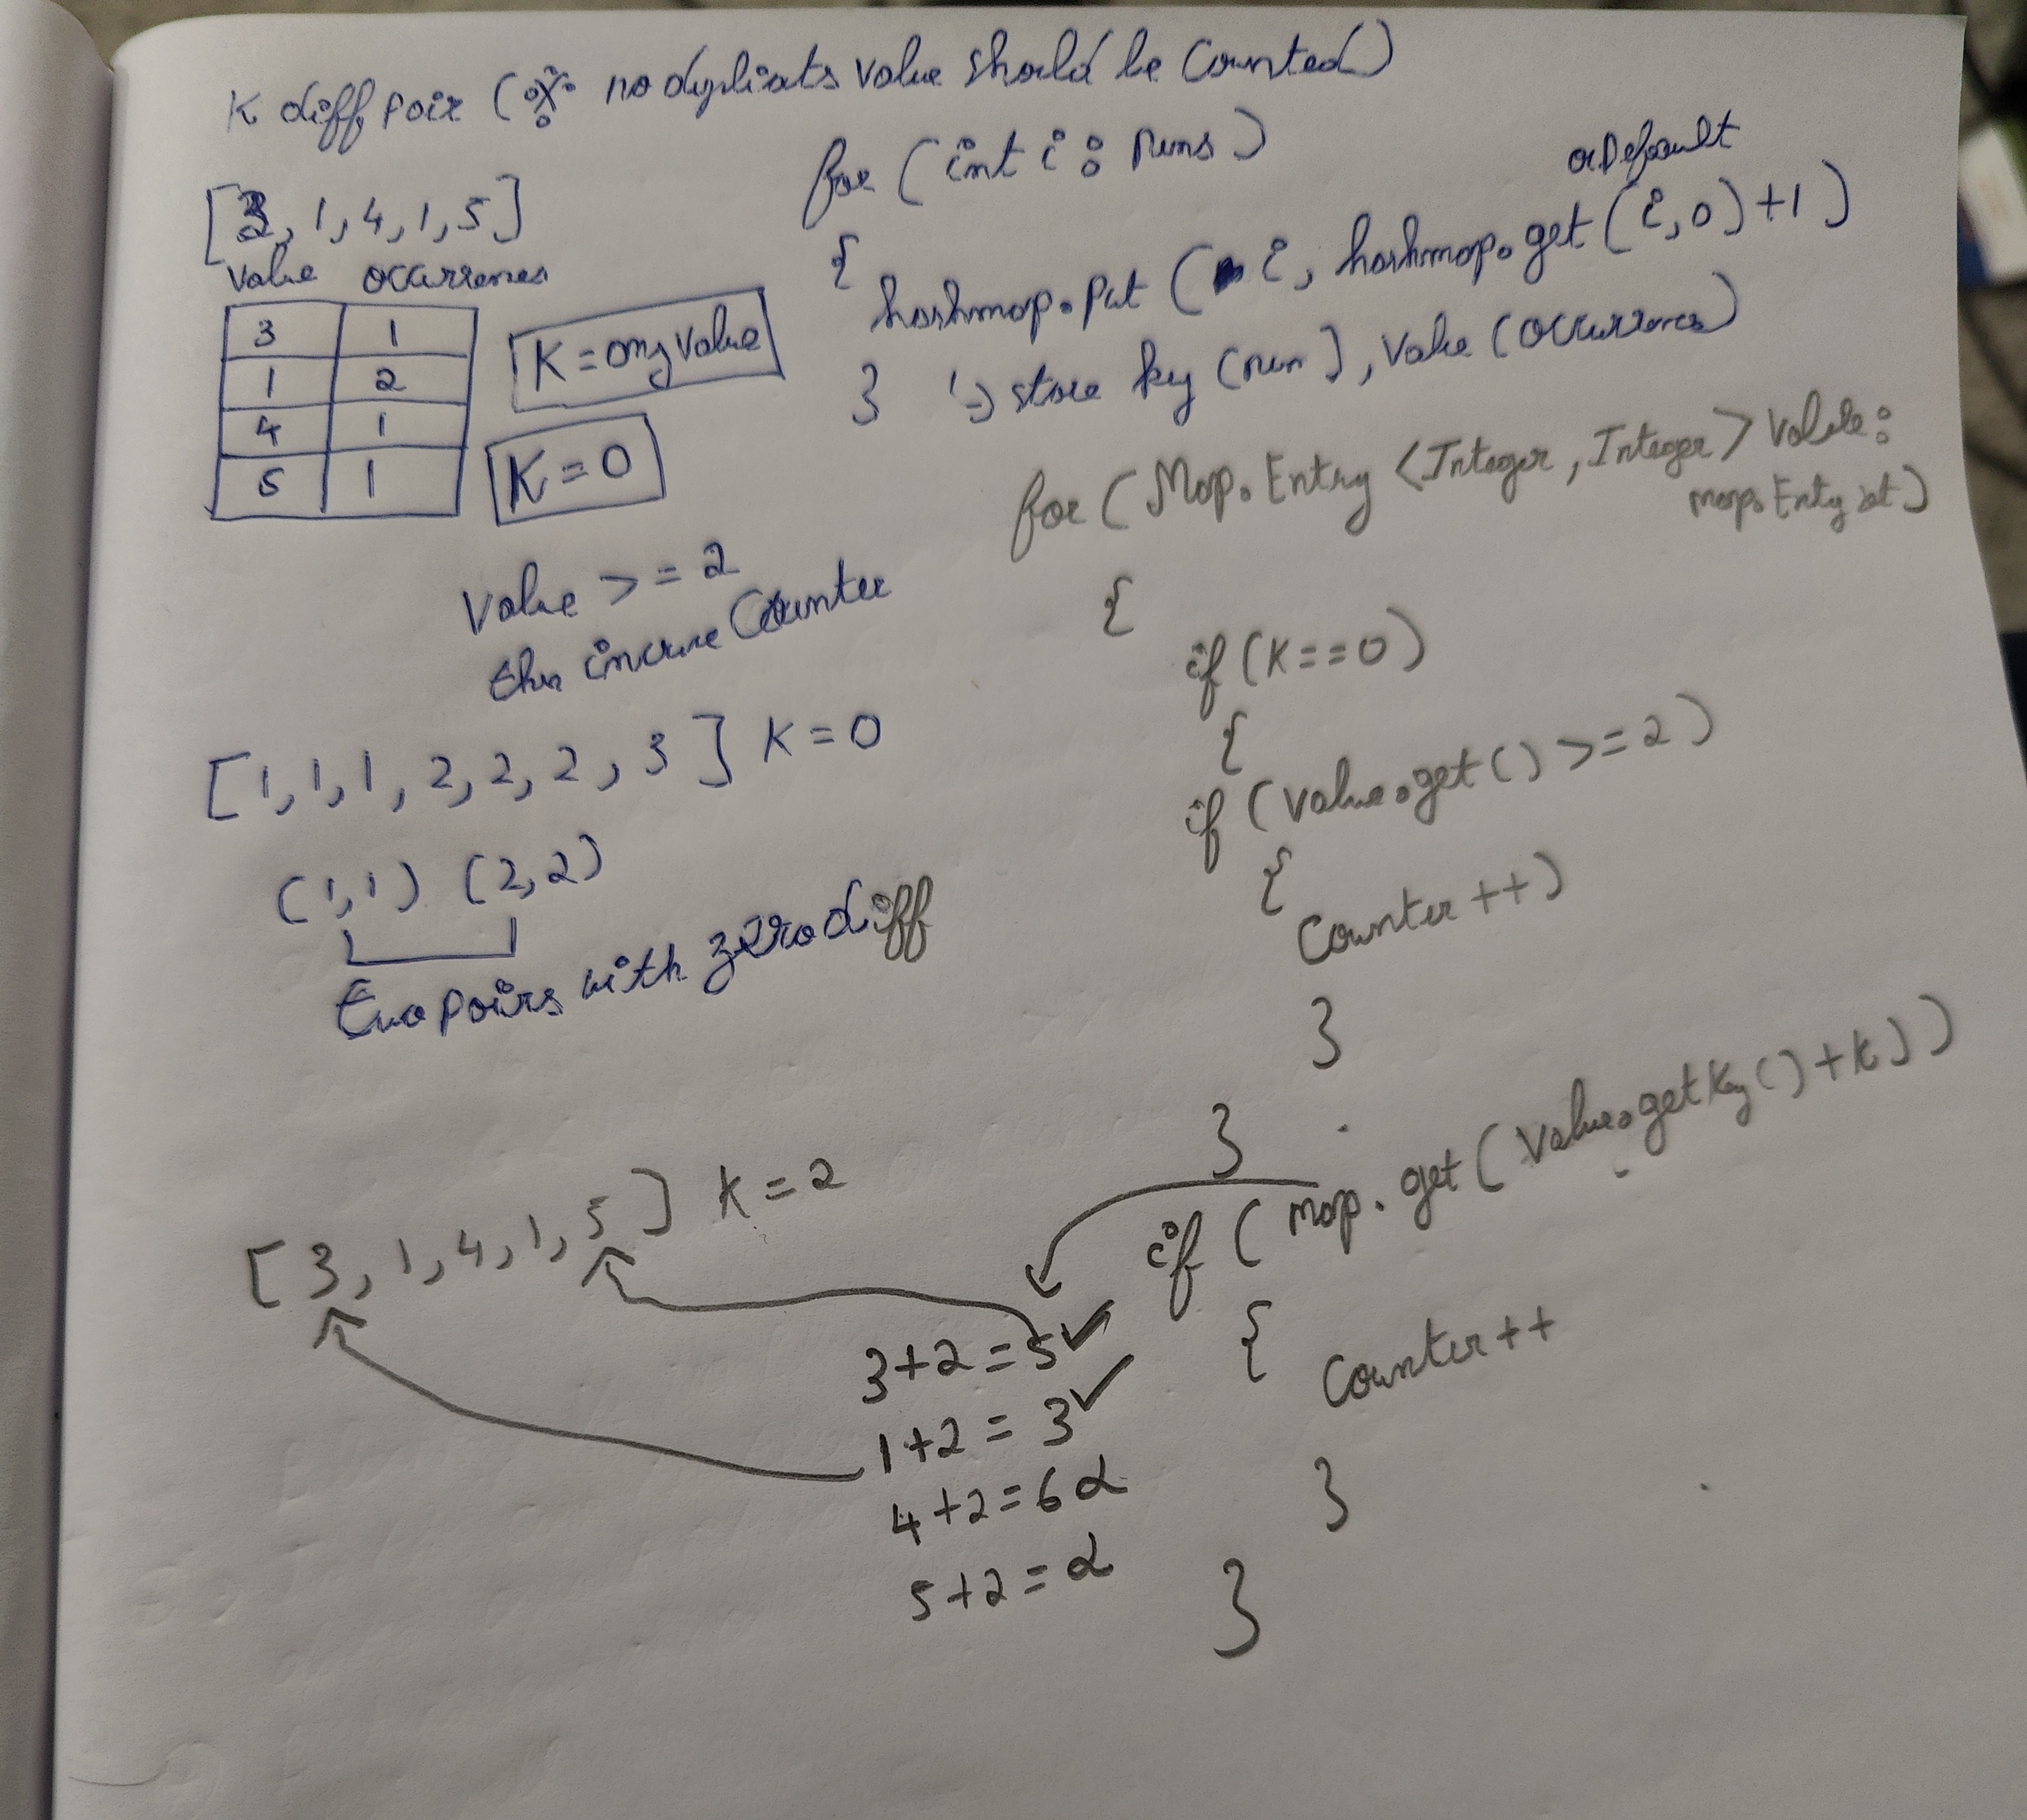 K diff pair ( no duplicats value should be Counted)
[3, 1, 4, 1, 5]
Value occurrences
3 1
1 2
4 1
5 1
K = any value
K = 0
Value >= 2
then increase Counter
[1, 1, 1, 2, 2, 2, 3] K = 0
(1,1) (2,2)
two pairs with zero diff
[3, 1, 4, 1, 5] K = 2
3+2 = 5 ✓
1+2 = 3 ✓
4+2 = 6
5+2 =
for (int i : nums)
{
orDefault
hashmap.put ( i, hashmap.get(i,0)+1)
} ↳ store key (num), value (occurrences)
for (Map.Entry <Integer, Integer> Value :
map.Entryset)
{
if (K==0)
{
if (Value.get() >= 2)
{
Counter ++)
}
}
if ( map.get(Value.getKey()+K))
{
Counter++
}
}